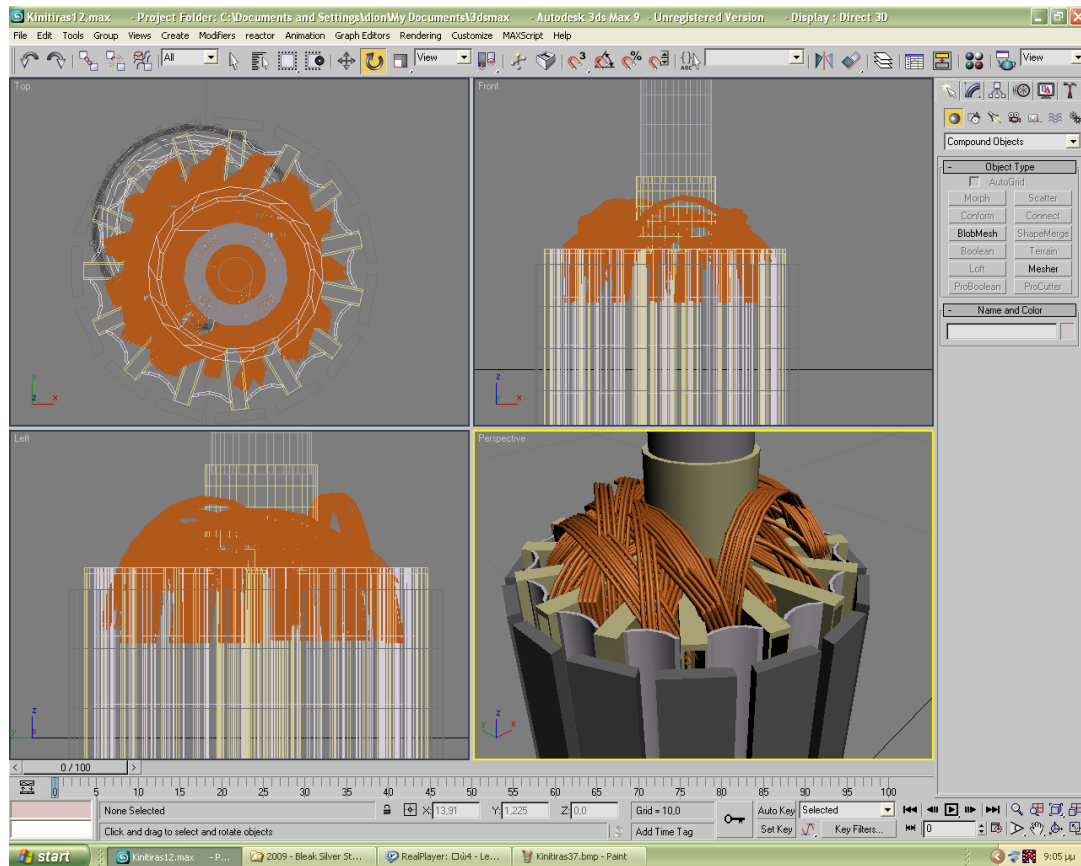 Kinitiras12.max - Project Folder: C:\Documents and Settings\dion\My Documents\3dsmax - Autodesk 3ds Max 9 - Unregistered Version - Display : Direct 3D
File Edit Tools Group Views Create Modifiers reactor Animation Graph Editors Rendering Customize MAXScript Help
All View View
Top Front
Compound Objects
- Object Type
AutoGrid
Morph Scatter
Conform Connect
BlobMesh ShapeMerge
Boolean Terrain
Loft Mesher
ProBoolean ProCutter
- Name and Color
y x z x
Left Perspective
z y x z y x
< 0 / 100 >
0 5 10 15 20 25 30 35 40 45 50 55 60 65 70 75 80 85 90 95 100
None Selected X: 13,91 Y: 1,225 Z: 0,0 Grid = 10,0 Auto Key Selected
Click and drag to select and rotate objects Add Time Tag Set Key Key Filters... 0
start Kinitiras12.max - P... 2009 - Bleak Silver St... RealPlayer: □ώ4 - Le... Kinitiras37.bmp - Paint 9:05 μμ